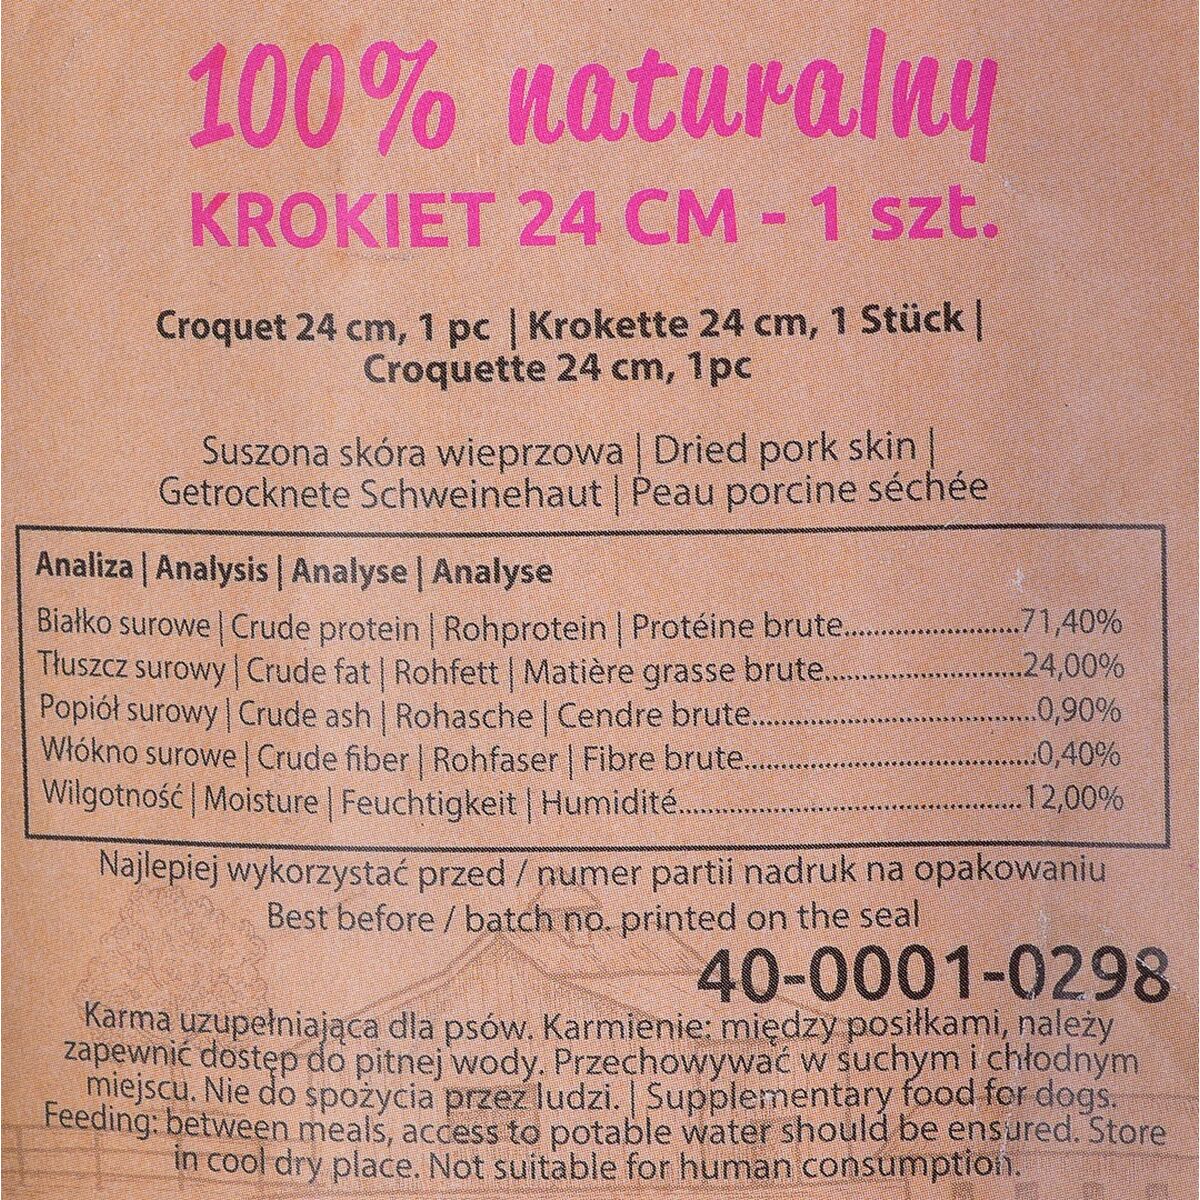 100% naturalny
KROKIET 24 CM - 1 szt.
Croquet 24 cm, 1 pc | Krokette 24 cm, 1 Stück |
Croquette 24 cm, 1pc
Suszona skóra wieprzowa | Dried pork skin |
Getrocknete Schweinehaut | Peau porcine séchée
Analiza | Analysis | Analyse | Analyse
Białko surowe | Crude protein | Rohprotein | Protéine brute........................71,40%
Tłuszcz surowy | Crude fat | Rohfett | Matière grasse brute...........................24,00%
Popiół surowy | Crude ash | Rohasche | Cendre brute.......................................0,90%
Włókno surowe | Crude fiber | Rohfaser | Fibre brute........................................0,40%
Wilgotność | Moisture | Feuchtigkeit | Humidité...............................................12,00%
Najlepiej wykorzystać przed / numer partii nadruk na opakowaniu
Best before / batch no. printed on the seal
40-0001-0298
Karma uzupełniająca dla psów. Karmienie: między posiłkami, należy
zapewnić dostęp do pitnej wody. Przechowywać w suchym i chłodnym
miejscu. Nie do spożycia przez ludzi. | Supplementary food for dogs.
Feeding: between meals, access to potable water should be ensured. Store
in cool dry place. Not suitable for human consumption.